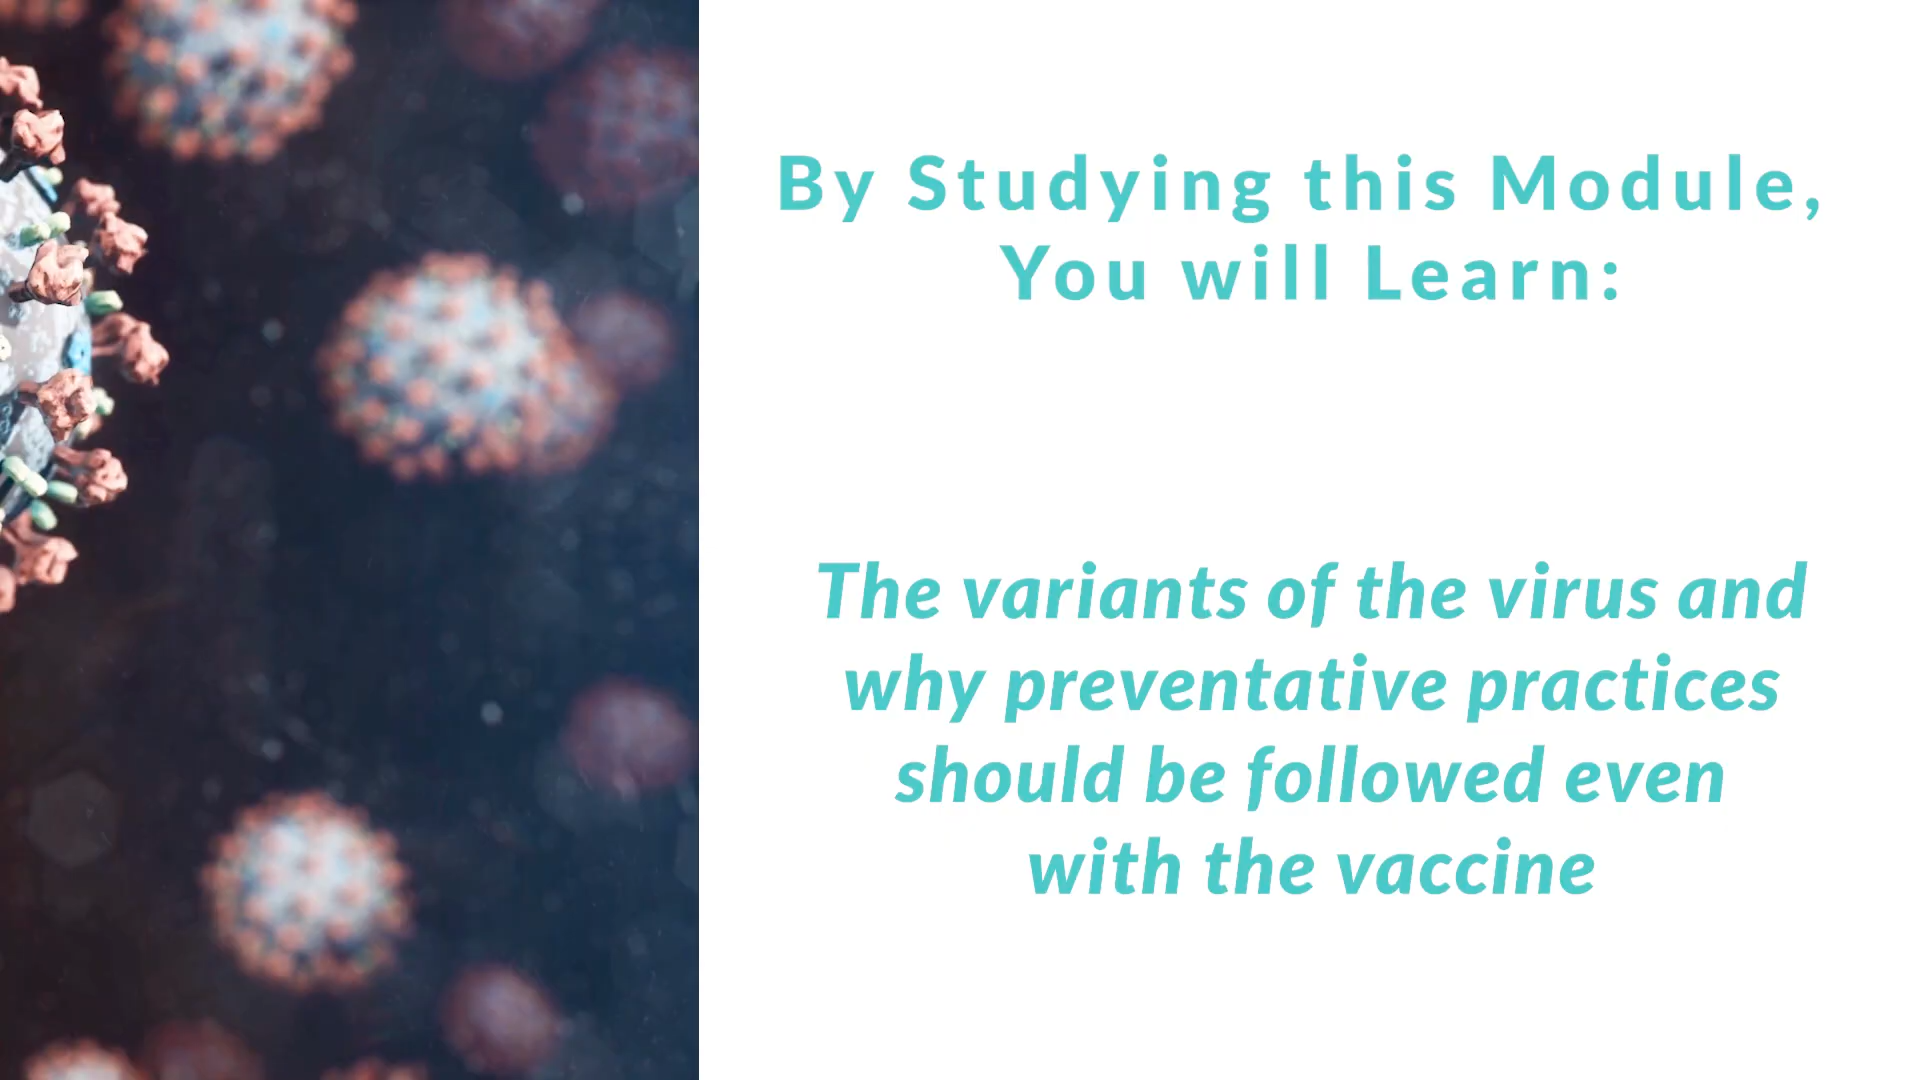 By Studying this Module,
You will Learn:
The variants of the virus and
why preventative practices
should be followed even
with the vaccine